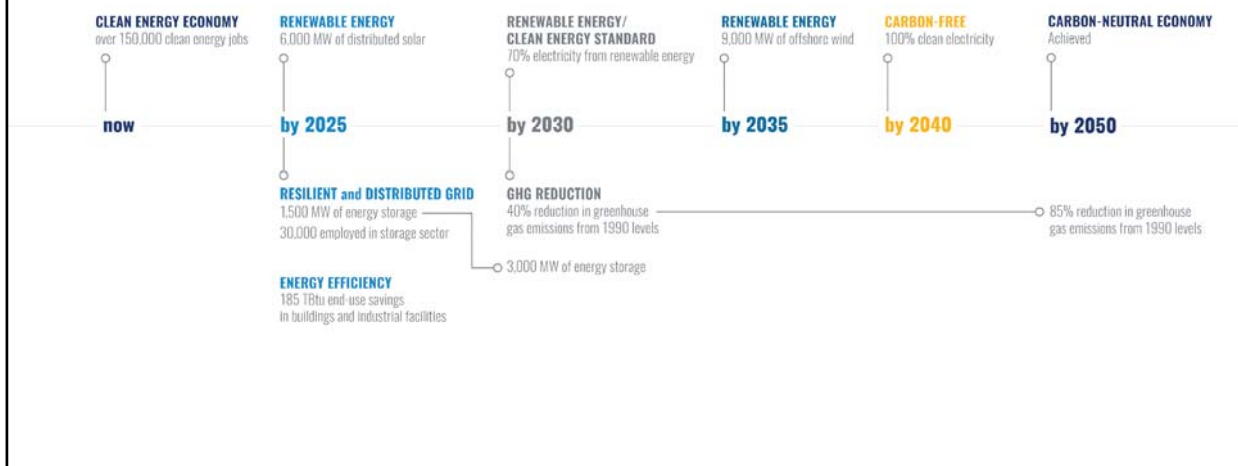 CLEAN ENERGY ECONOMY
over 150,000 clean energy jobs
RENEWABLE ENERGY
6,000 MW of distributed solar
RENEWABLE ENERGY/
CLEAN ENERGY STANDARD
70% electricity from renewable energy
RENEWABLE ENERGY
9,000 MW of offshore wind
CARBON-FREE
100% clean electricity
CARBON-NEUTRAL ECONOMY
Achieved
now
by 2025
by 2030
by 2035
by 2040
by 2050
RESILIENT and DISTRIBUTED GRID
1,500 MW of energy storage
30,000 employed in storage sector
GHG REDUCTION
40% reduction in greenhouse
gas emissions from 1990 levels
85% reduction in greenhouse
gas emissions from 1990 levels
3,000 MW of energy storage
ENERGY EFFICIENCY
185 TBtu end-use savings
in buildings and industrial facilities